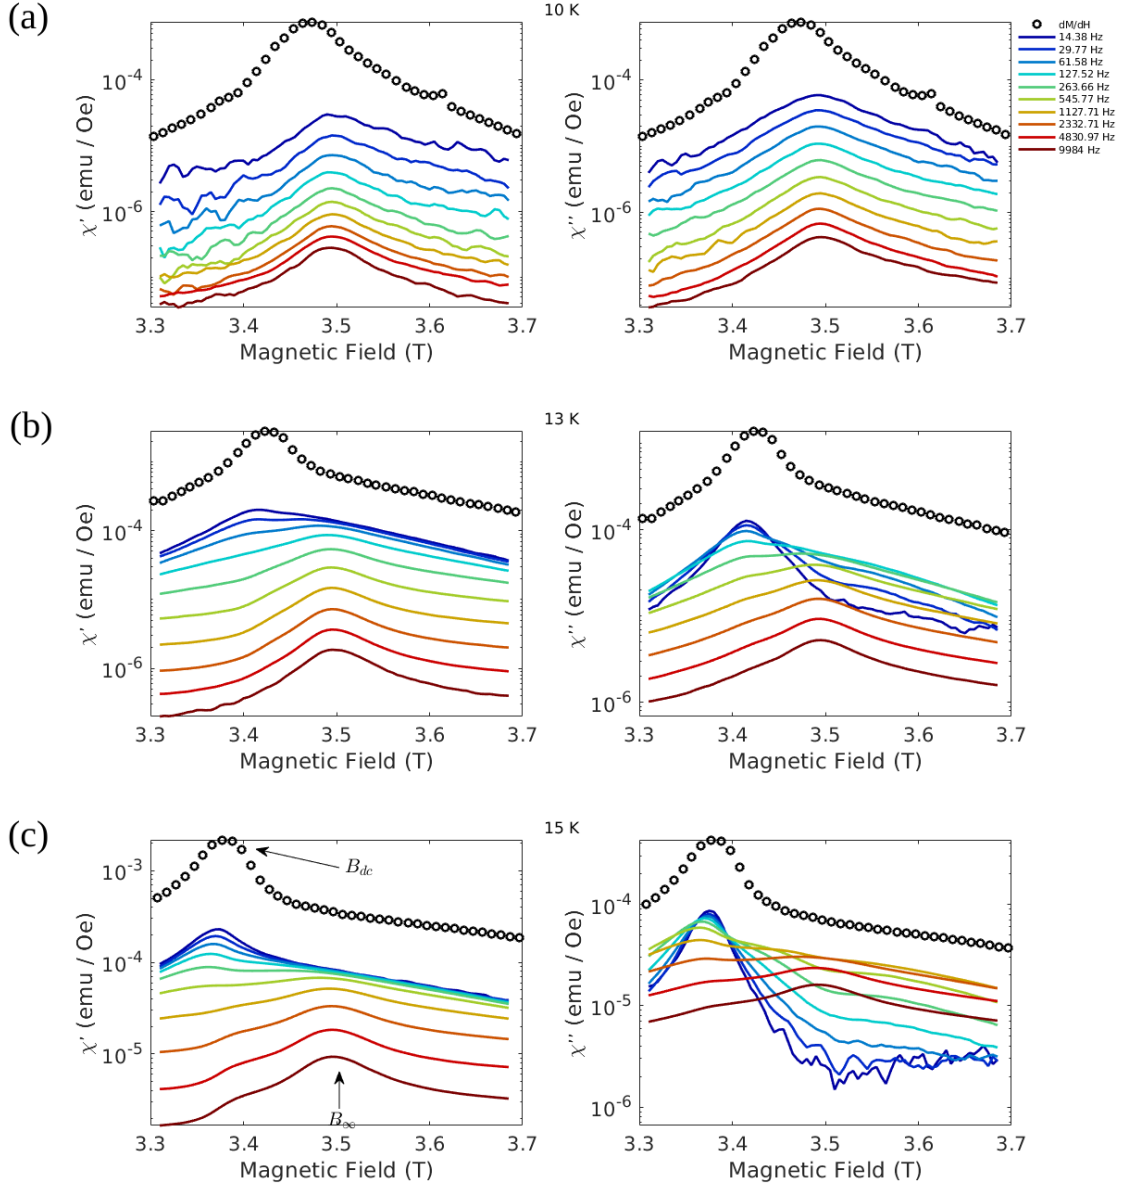 (a)
10 K
χ′ (emu / Oe)
10⁻⁴
10⁻⁶
3.3 3.4 3.5 3.6 3.7
Magnetic Field (T)
χ′′ (emu / Oe)
10⁻⁴
10⁻⁶
3.3 3.4 3.5 3.6 3.7
Magnetic Field (T)
dM/dH
14.38 Hz
29.77 Hz
61.58 Hz
127.52 Hz
263.66 Hz
545.77 Hz
1127.71 Hz
2332.71 Hz
4830.97 Hz
9984 Hz
(b)
13 K
χ′ (emu / Oe)
10⁻⁴
10⁻⁶
3.3 3.4 3.5 3.6 3.7
Magnetic Field (T)
χ′′ (emu / Oe)
10⁻⁴
10⁻⁶
3.3 3.4 3.5 3.6 3.7
Magnetic Field (T)
(c)
15 K
χ′ (emu / Oe)
10⁻³
10⁻⁴
10⁻⁵
B_dc
B_∞
3.3 3.4 3.5 3.6 3.7
Magnetic Field (T)
χ′′ (emu / Oe)
10⁻⁴
10⁻⁵
10⁻⁶
3.3 3.4 3.5 3.6 3.7
Magnetic Field (T)